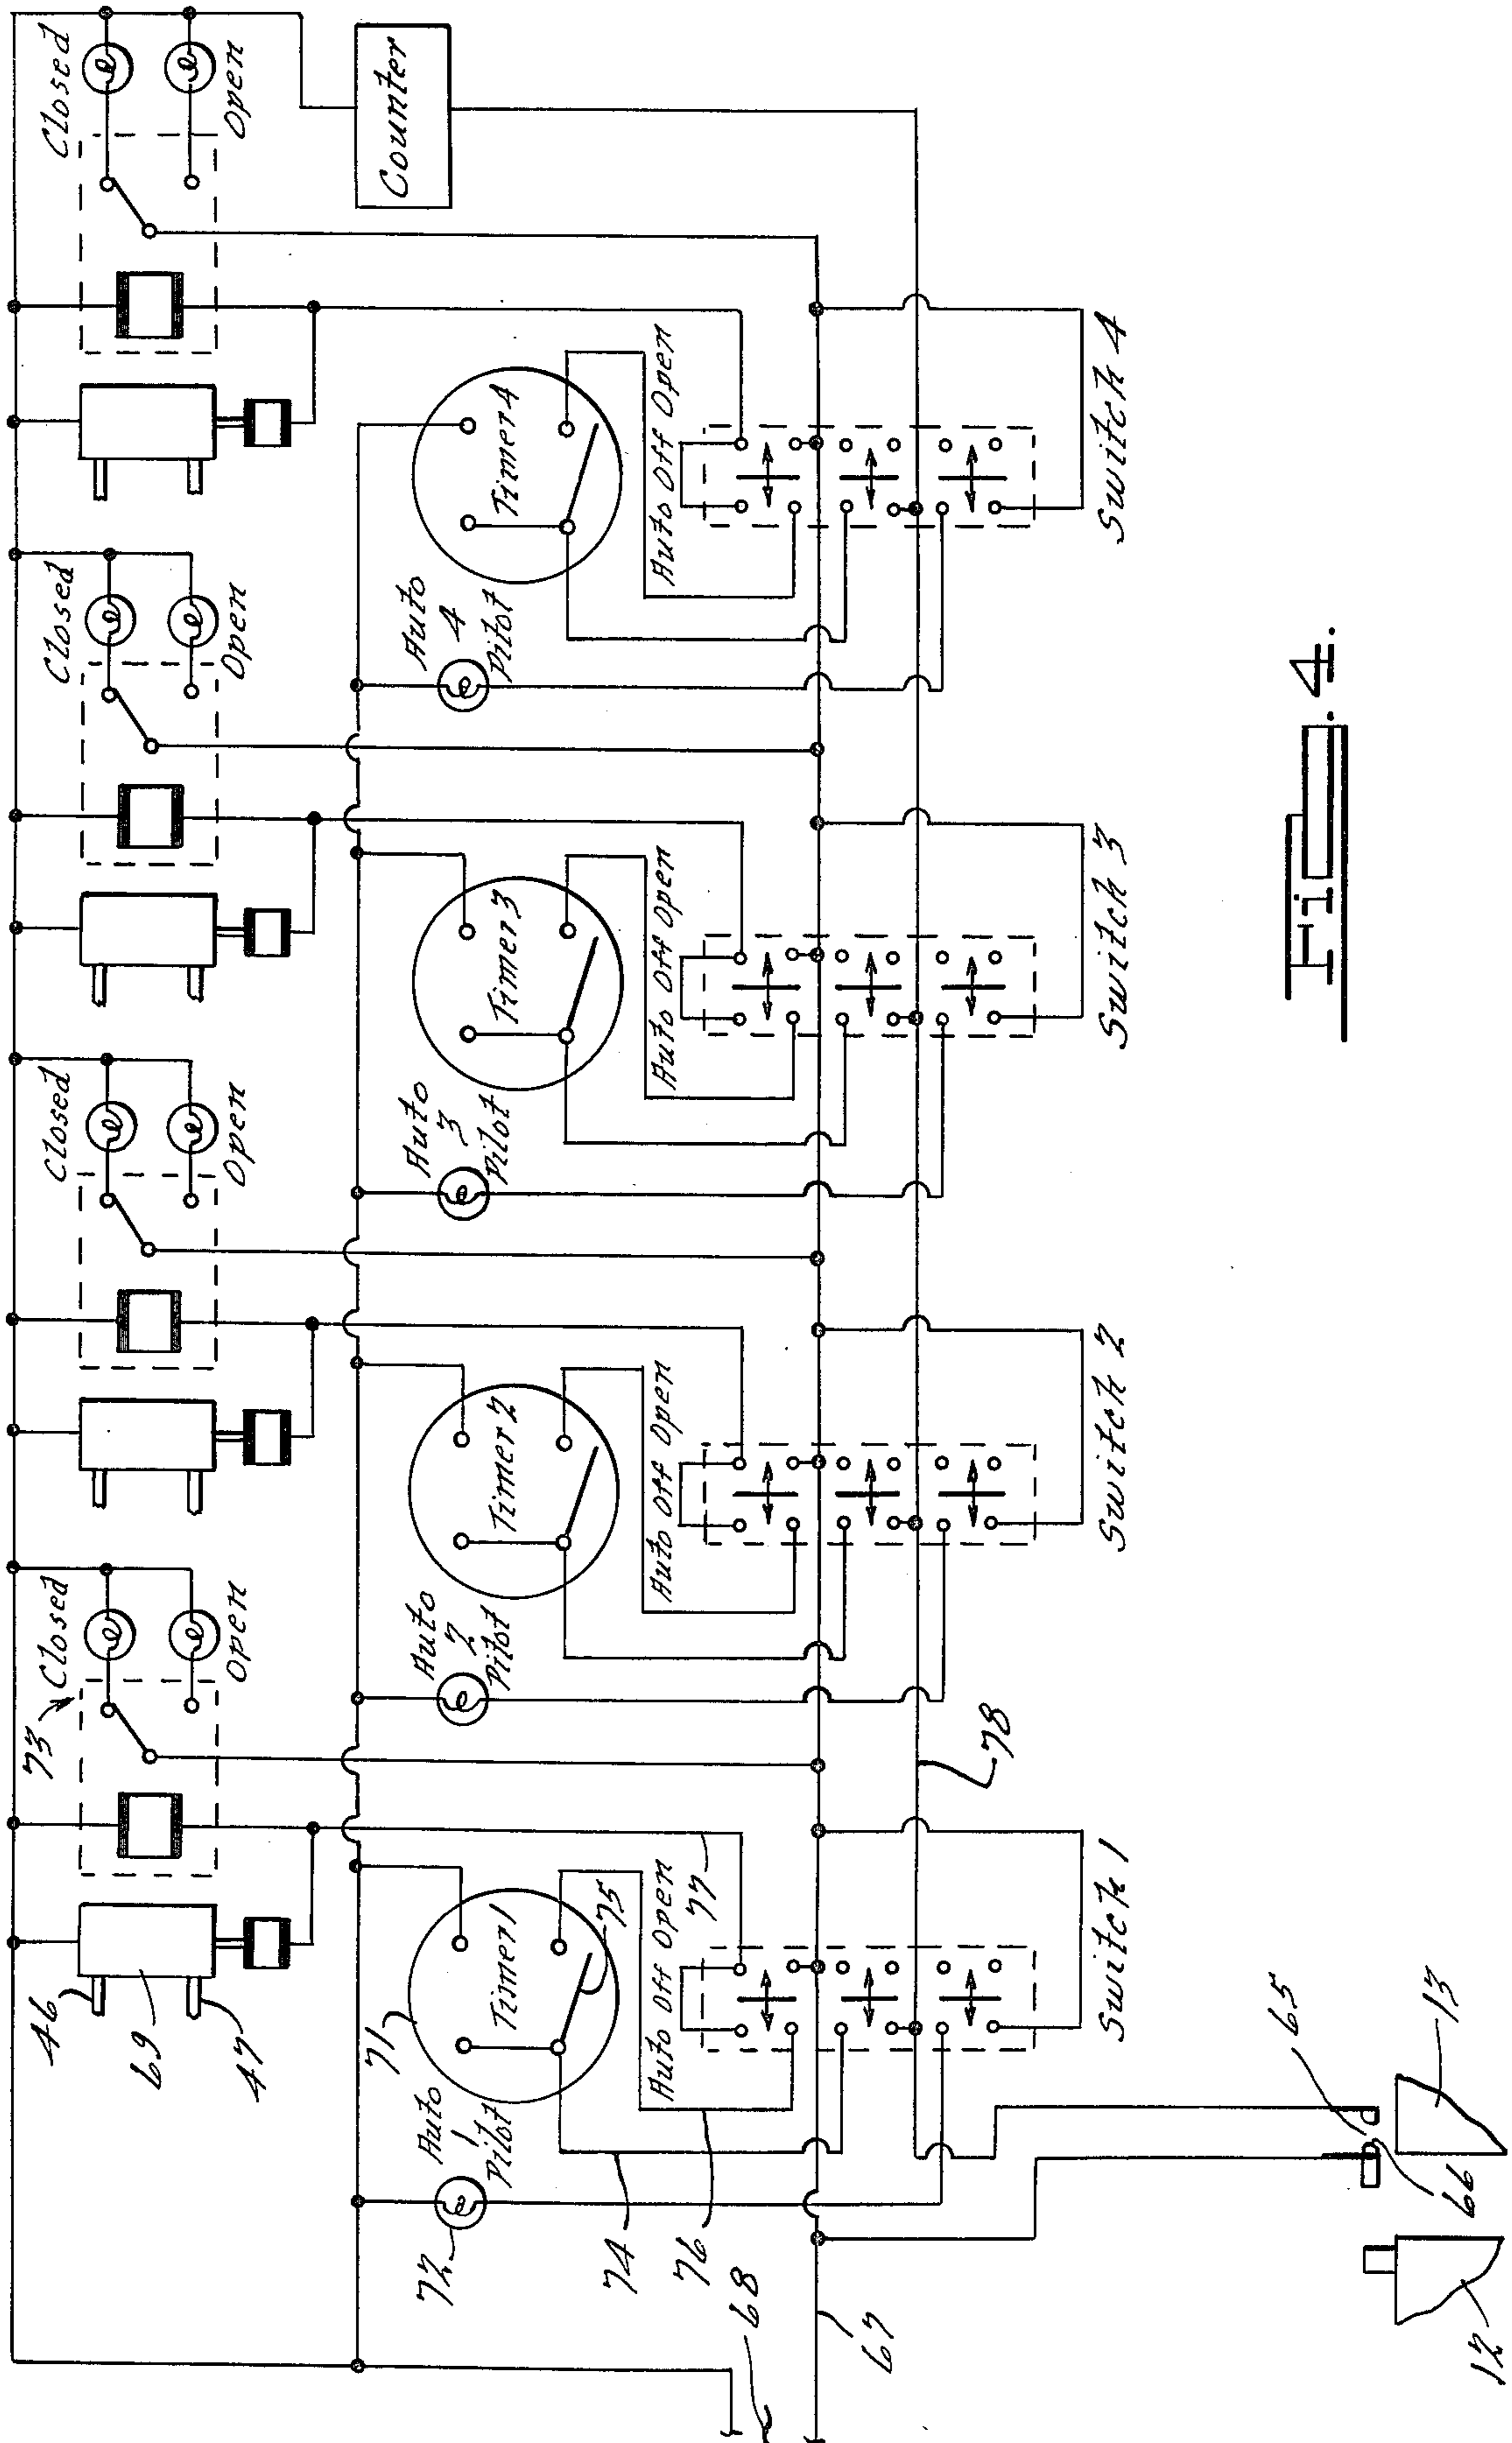 46
69
47
73
Closed
Open
Closed
Open
Closed
Open
Closed
Open
Counter
71
72
Auto
1
Pilot
Timer 1
75
Auto Off Open
77
74
76
Auto
2
Pilot
Timer 2
Auto Off Open
Auto
3
Pilot
Timer 3
Auto Off Open
Auto
4
Pilot
Timer 4
Auto Off Open
68
67
78
Switch 1
Switch 2
Switch 3
Switch 4
65
66
12
13
Fig. 4.